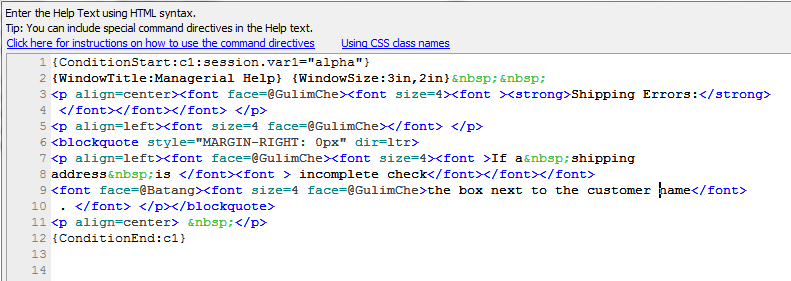 Enter the Help Text using HTML syntax.
Tip: You can include special command directives in the Help text.
Click here for instructions on how to use the command directives Using CSS class names
1 {ConditionStart:c1:session.var1="alpha"}
2 {WindowTitle:Managerial Help} {WindowSize:3in,2in}&nbsp;&nbsp;
3 <p align=center><font face=@GulimChe><font size=4><font ><strong>Shipping Errors:</strong>
4 </font></font></font> </p>
5 <p align=left><font size=4 face=@GulimChe></font> </p>
6 <blockquote style="MARGIN-RIGHT: 0px" dir=ltr>
7 <p align=left><font face=@GulimChe><font size=4><font >If a&nbsp;shipping
8 address&nbsp;is </font><font > incomplete check</font></font></font>
9 <font face=@Batang><font size=4 face=@GulimChe>the box next to the customer name</font>
10 . </font> </p></blockquote>
11 <p align=center> &nbsp;</p>
12 {ConditionEnd:c1}
13
14